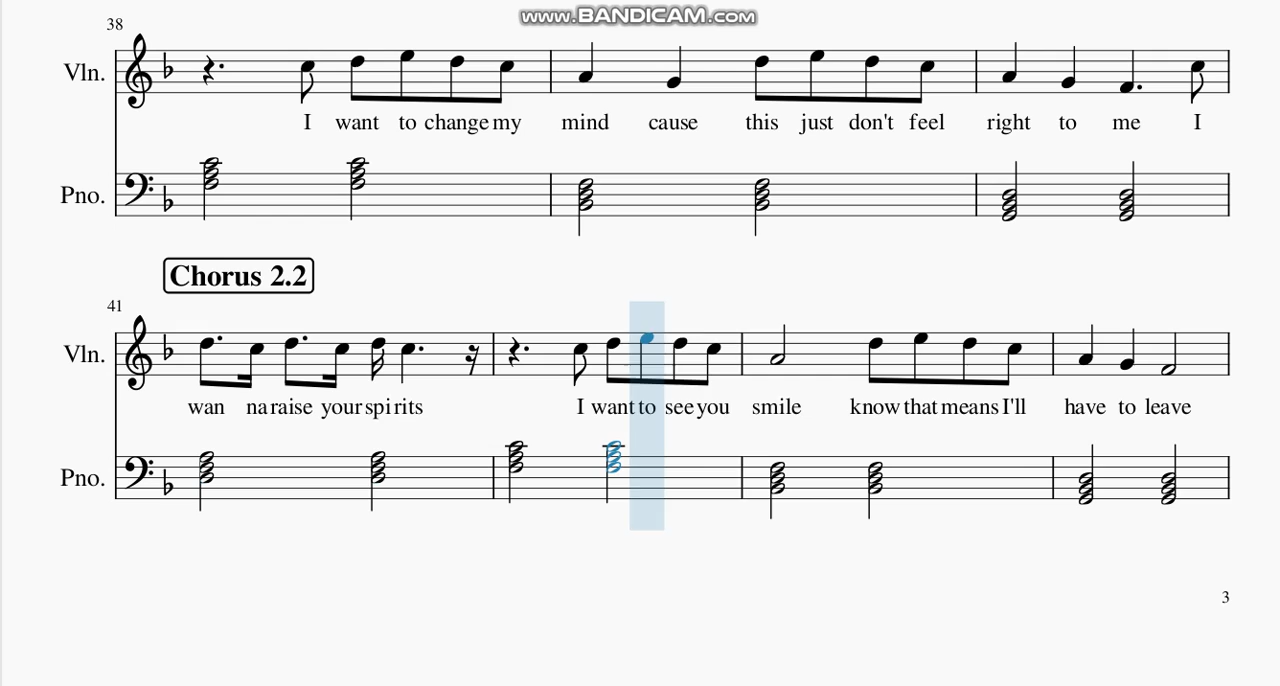 www.BANDICAM.com
38
Vln.
I want to change my mind cause this just don't feel right to me I
Pno.
Chorus 2.2
41
Vln.
wan na raise your spi rits I want to see you smile know that means I'll have to leave
Pno.
3